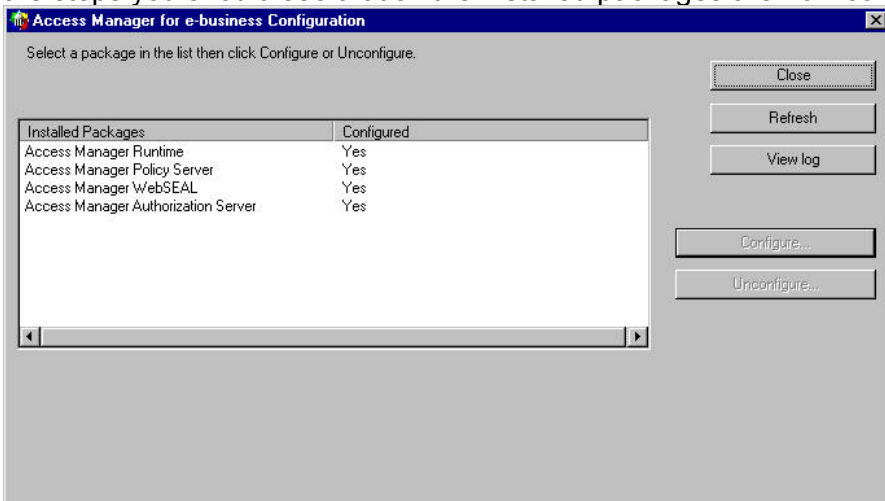 Access Manager for e-business Configuration
Select a package in the list then click Configure or Unconfigure.
Close
Refresh
View log
Installed Packages Configured
Access Manager Runtime Yes
Access Manager Policy Server Yes
Access Manager WebSEAL Yes
Access Manager Authorization Server Yes
Configure...
Unconfigure...